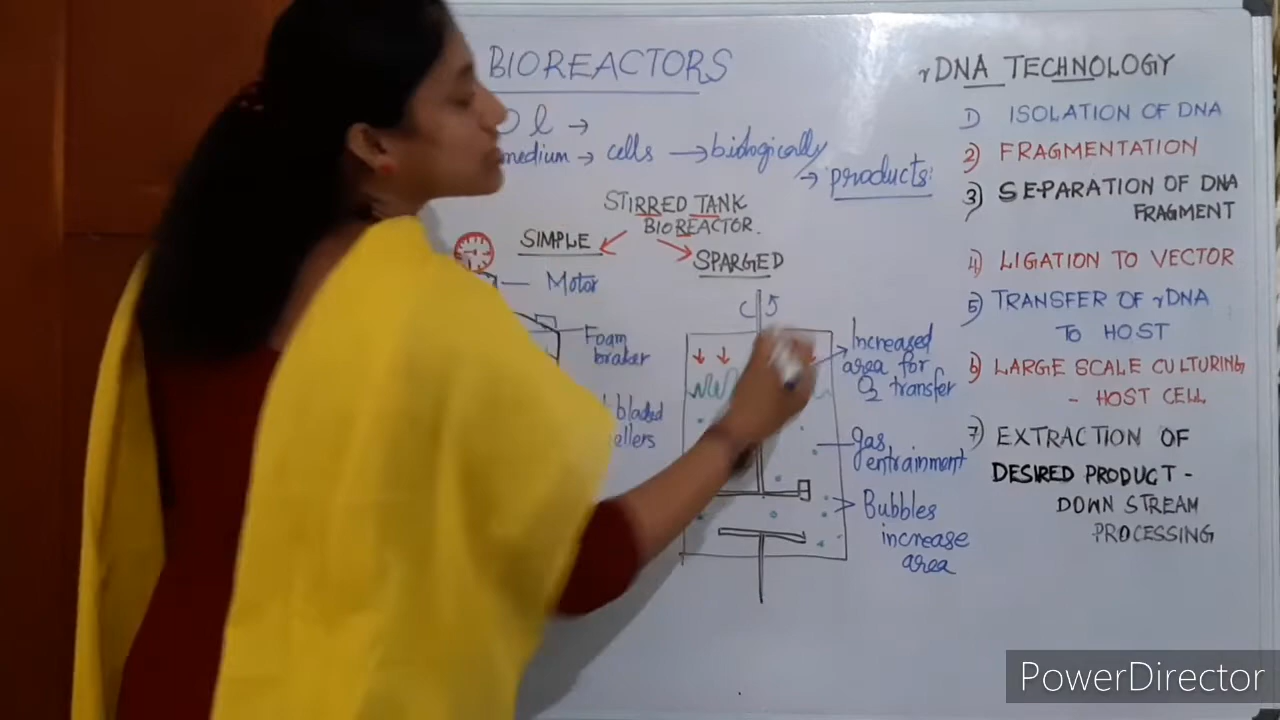 BIOREACTORS
l →
medium → cells → biologically
→ products:
STIRRED TANK
BIOREACTOR.
SIMPLE
SPARGED
Motor
Foam
braker
bladed
Increased
area for
O2 transfer
gas
entrainment
Bubbles
increase
area
rDNA TECHNOLOGY
1) ISOLATION OF DNA
2) FRAGMENTATION
3) SEPARATION OF DNA
FRAGMENT
4) LIGATION TO VECTOR
5) TRANSFER OF rDNA
TO HOST
6) LARGE SCALE CULTURING
- HOST CELL
7) EXTRACTION OF
DESIRED PRODUCT -
DOWN STREAM
PROCESSING
PowerDirector